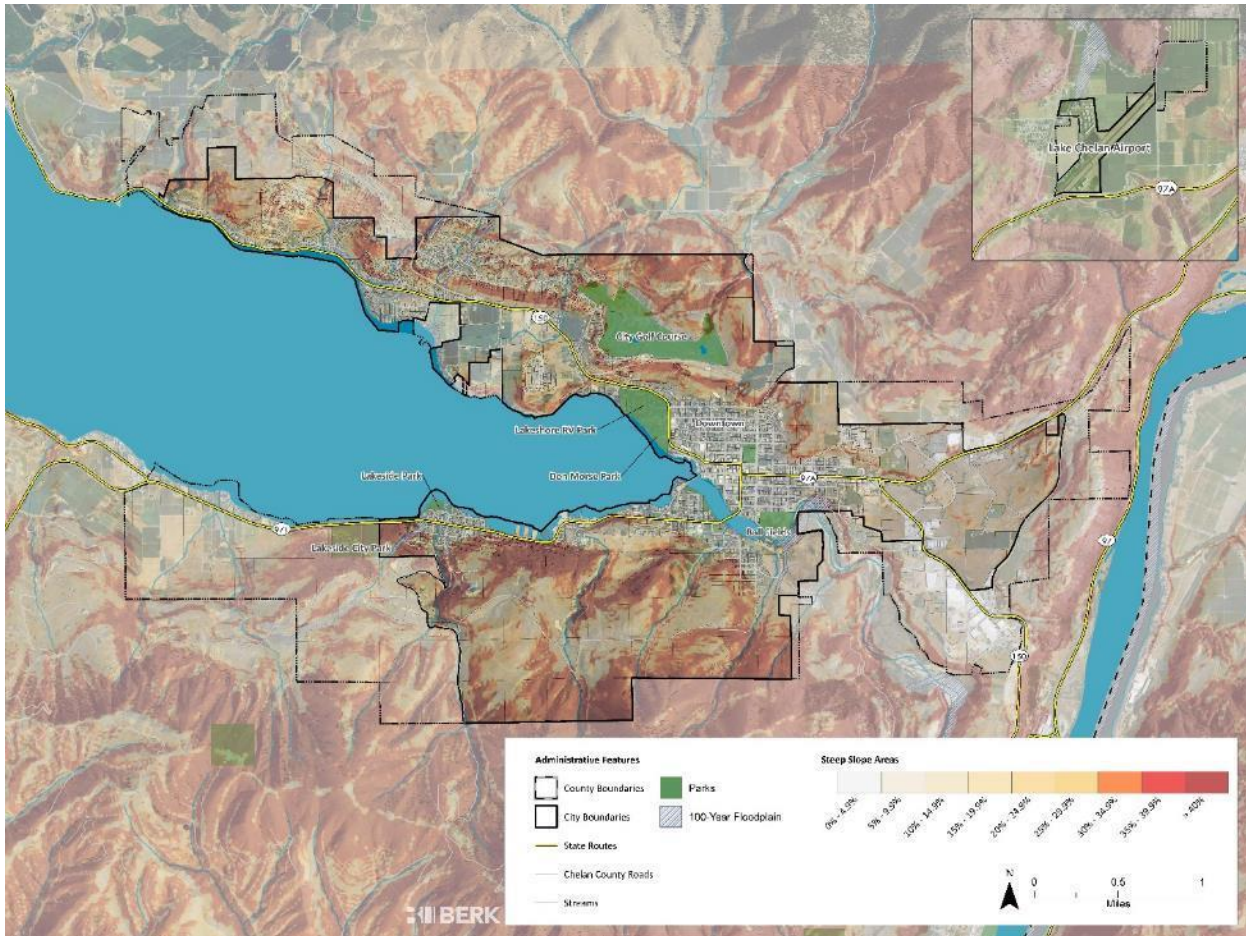 Lake Chelan Airport
97A
150
City Golf Course
Lakeshore RV Park
Downtown
Don Morse Park
Lakeside Park
97A
971
Ball Fields
Lakeside City Park
97
150
Administrative Features
County Boundaries
City Boundaries
State Routes
Chelan County Roads
Streams
Parks
100-Year Floodplain
Steep Slope Areas
0% - 4.9%
5% - 9.9%
10% - 14.9%
15% - 19.9%
20% - 24.9%
25% - 29.9%
30% - 34.9%
35% - 39.9%
> 40%
N
0 0.5 1
Miles
BERK